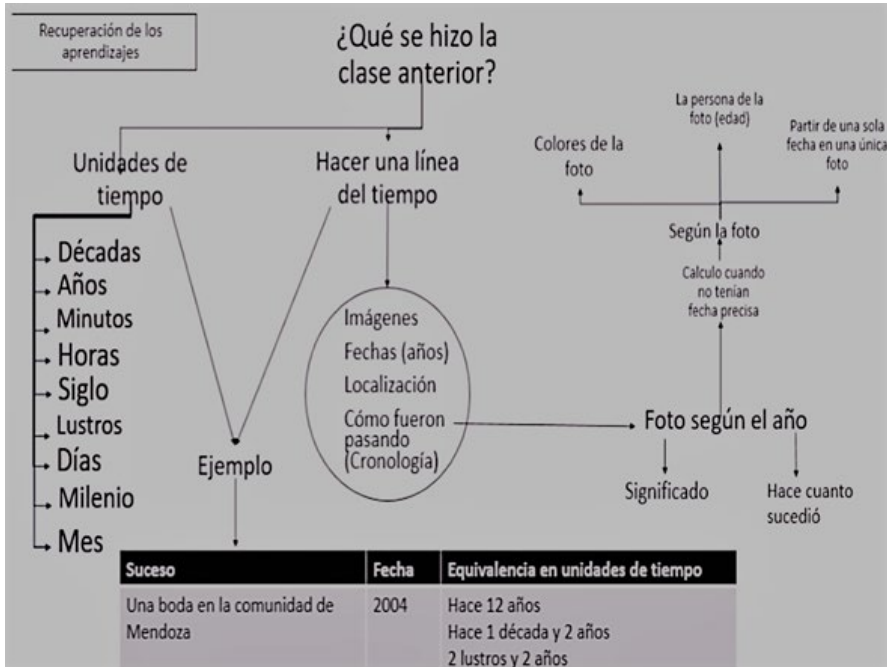 Recuperación de los
aprendizajes
¿Qué se hizo la
clase anterior?
Unidades de
tiempo
Hacer una línea
del tiempo
Décadas
Años
Minutos
Horas
Siglo
Lustros
Días
Milenio
Mes
Imágenes
Fechas (años)
Localización
Cómo fueron
pasando
(Cronología)
Ejemplo
Colores de la
foto
La persona de la
foto (edad)
Partir de una sola
fecha en una única
foto
Según la foto
Calculo cuando
no tenían
fecha precisa
Foto según el año
Significado
Hace cuanto
sucedió
Suceso Fecha Equivalencia en unidades de tiempo
Una boda en la comunidad de 2004 Hace 12 años
Mendoza Hace 1 década y 2 años
2 lustros y 2 años